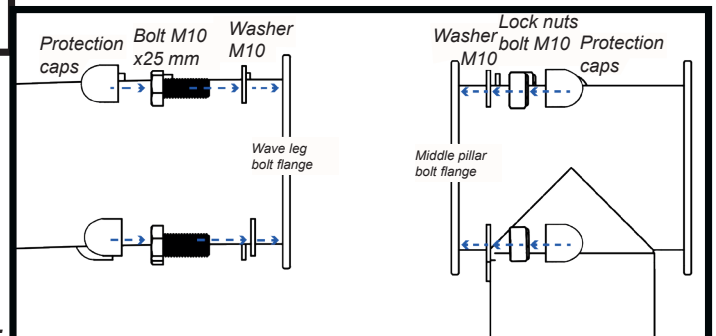 Protection
caps
Bolt M10
x25 mm
Washer
M10
Wave leg
bolt flange
Washer
M10
Lock nuts
bolt M10
Protection
caps
Middle pillar
bolt flange